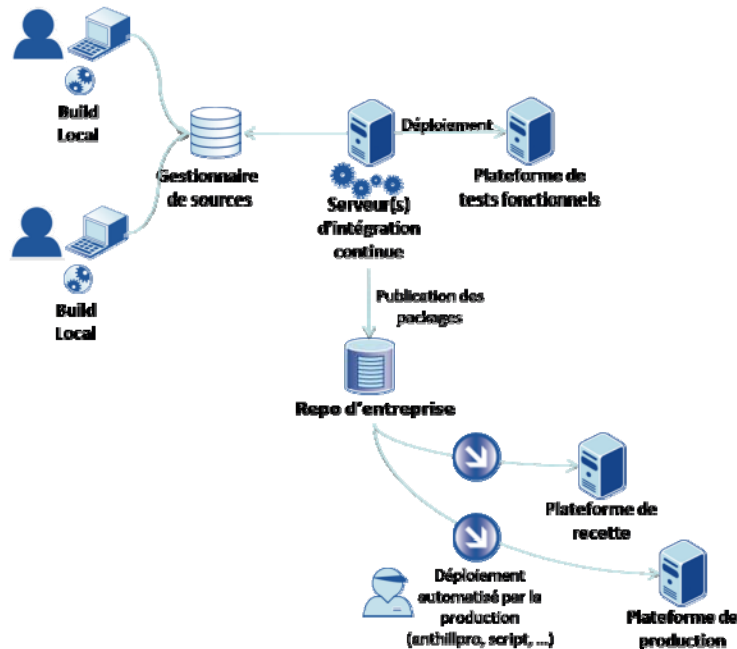 Build
Local
Gestionnaire
de sources
Déploiement
Serveur(s)
d'intégration
continue
Plateforme de
tests fonctionnels
Build
Local
Publication des
packages
Repo d'entreprise
Plateforme de
recette
Déploiement
automatisé par la
production
(anthillpro, script, ...)
Plateforme de
production